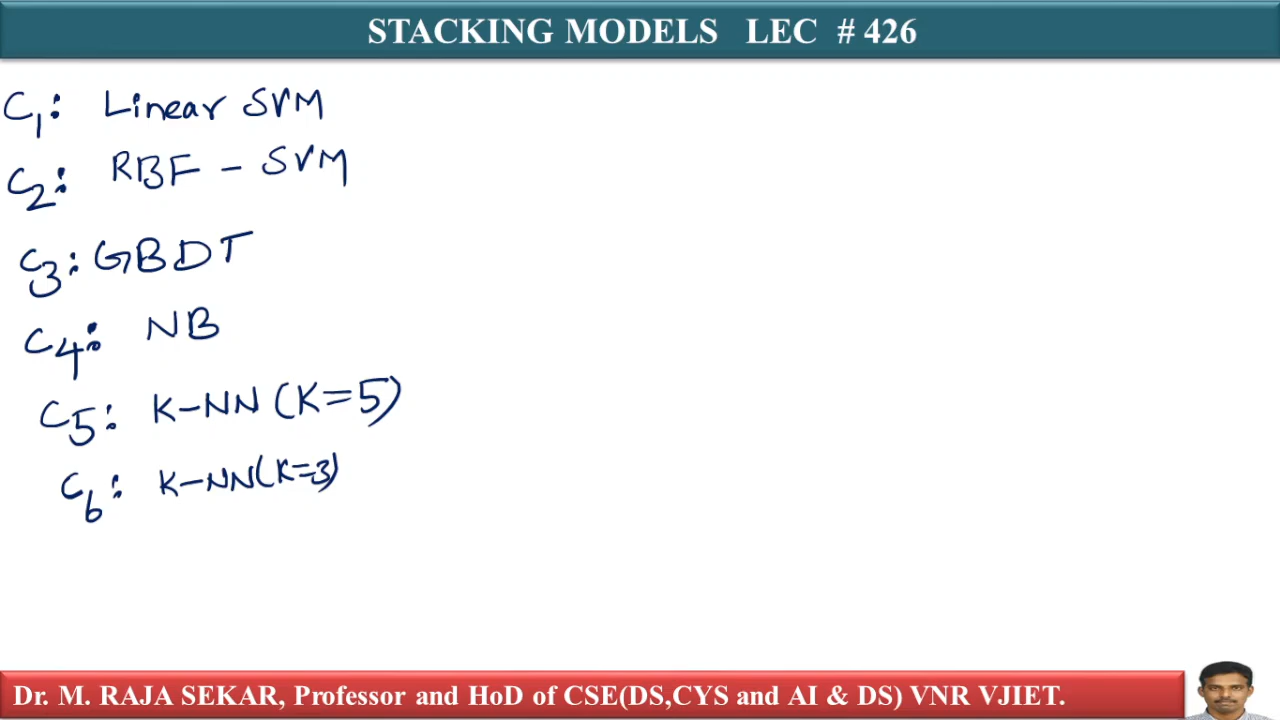 STACKING MODELS LEC # 426
C1: Linear SVM
C2: RBF - SVM
C3: GBDT
C4: NB
C5: K-NN (K=5)
C6: K-NN(K=3)
Dr. M. RAJA SEKAR, Professor and HoD of CSE(DS,CYS and AI & DS) VNR VJIET.